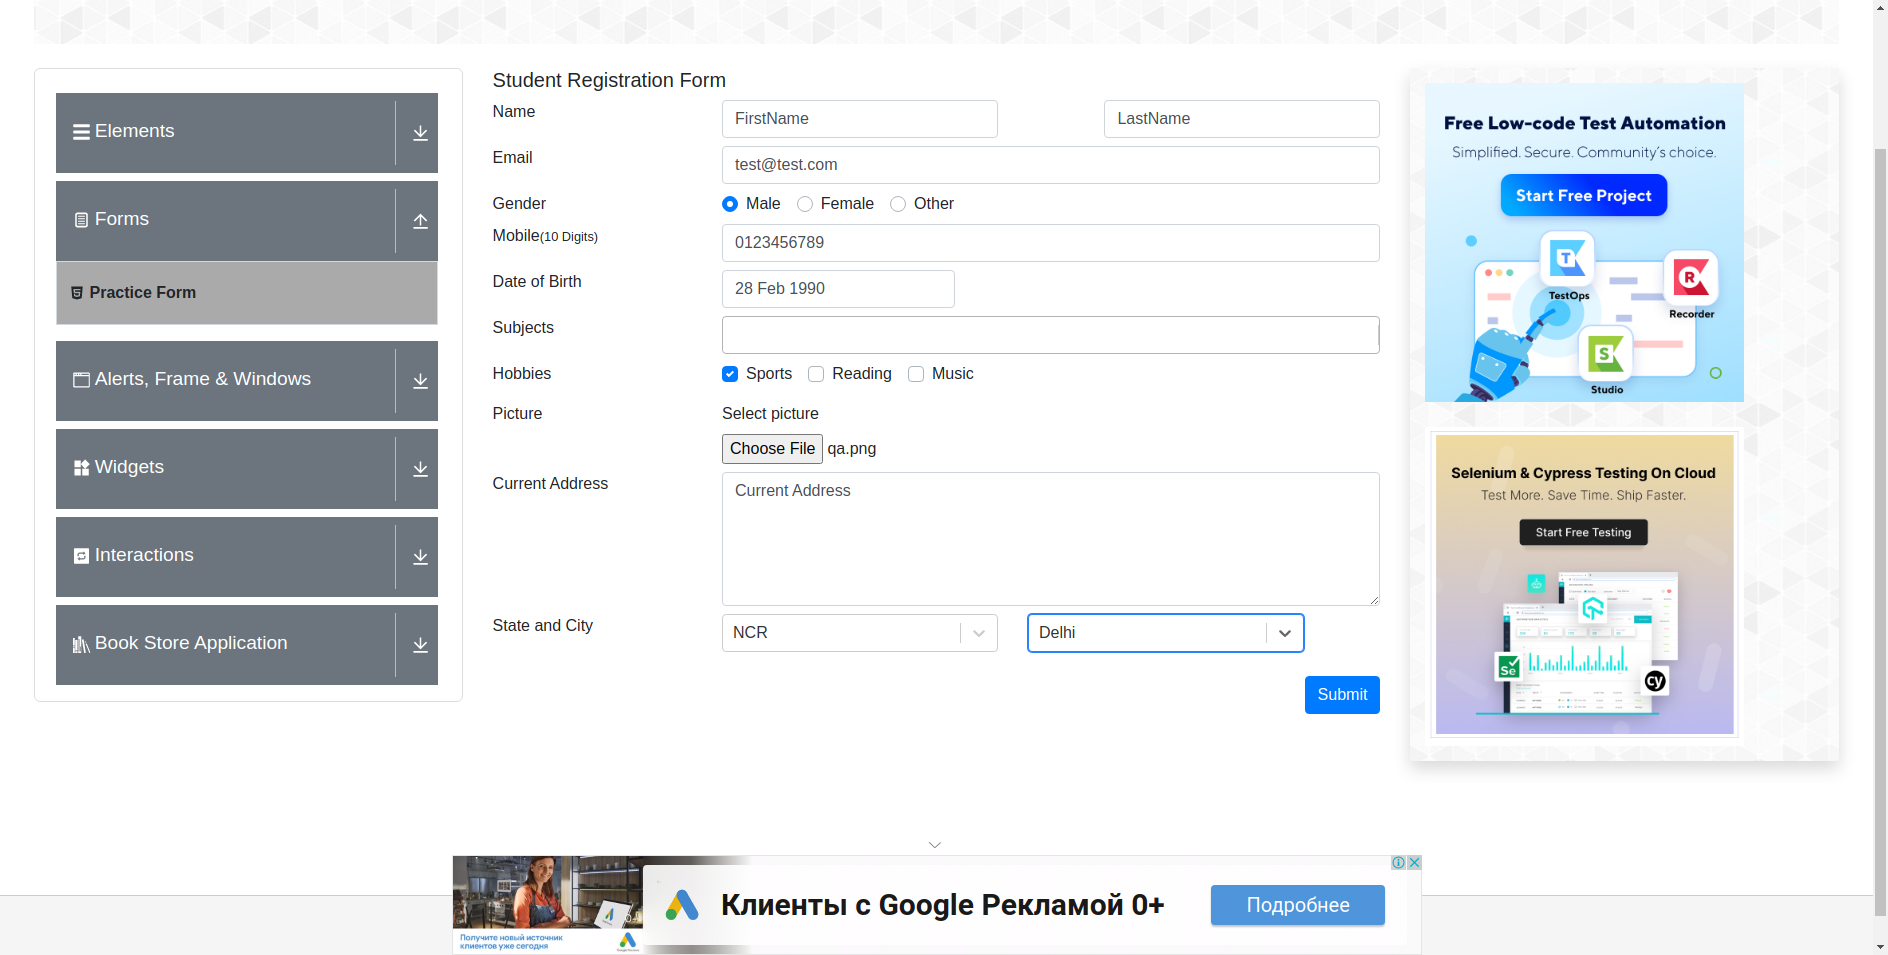 Elements
Forms
Practice Form
Alerts, Frame & Windows
Widgets
Interactions
Book Store Application
Student Registration Form
Name
FirstName
LastName
Email
test@test.com
Gender
Male
Female
Other
Mobile(10 Digits)
0123456789
Date of Birth
28 Feb 1990
Subjects
Hobbies
Sports
Reading
Music
Picture
Select picture
Choose File qa.png
Current Address
Current Address
State and City
NCR
Delhi
Submit
Free Low-code Test Automation
Simplified. Secure. Community's choice.
Start Free Project
T
TestOps
R
Recorder
S
Studio
Selenium & Cypress Testing On Cloud
Test More. Save Time. Ship Faster.
Start Free Testing
Se
cy
Получите новый источник
клиентов уже сегодня
Клиенты с Google Рекламой 0+
Подробнее